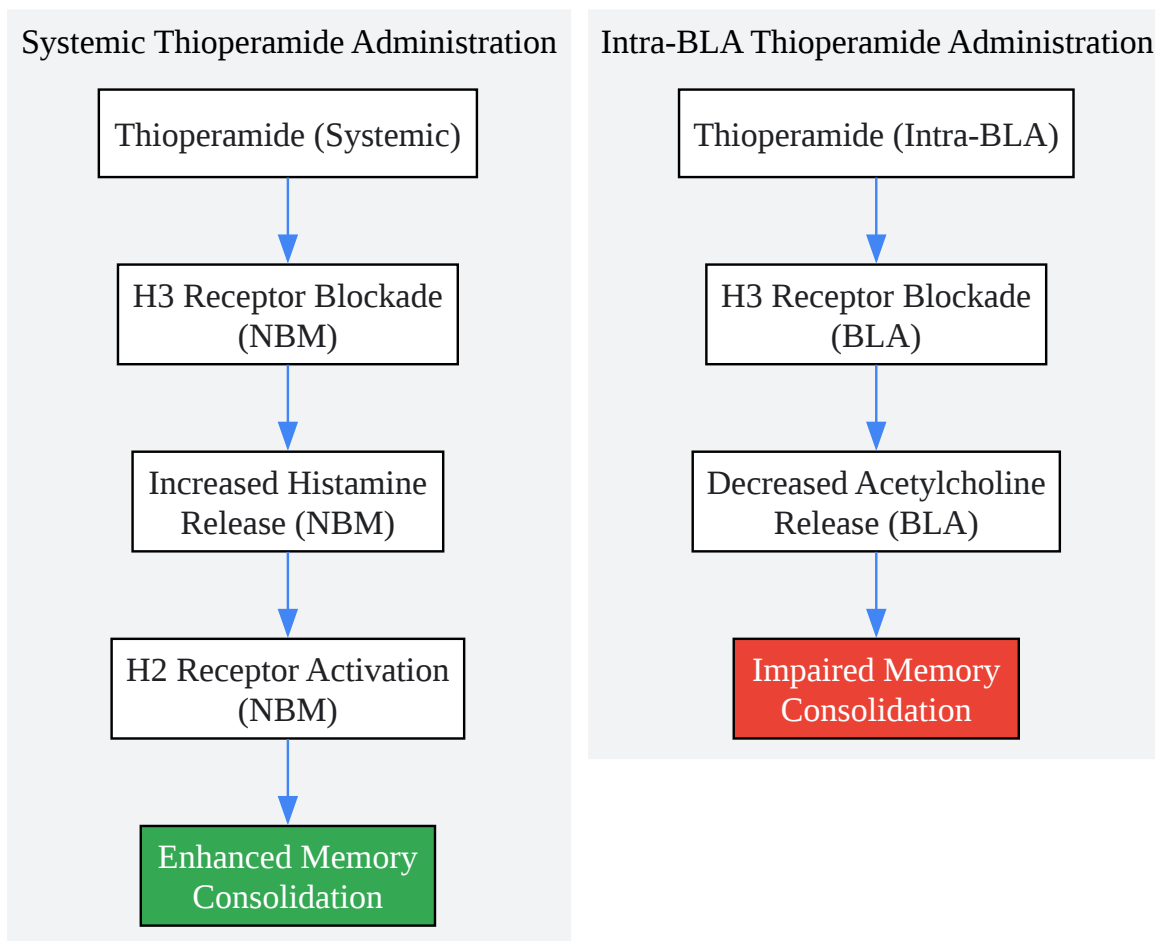 Systemic Thioperamide Administration
Thioperamide (Systemic)
H3 Receptor Blockade
(NBM)
Increased Histamine
Release (NBM)
H2 Receptor Activation
(NBM)
Enhanced Memory
Consolidation
Intra-BLA Thioperamide Administration
Thioperamide (Intra-BLA)
H3 Receptor Blockade
(BLA)
Decreased Acetylcholine
Release (BLA)
Impaired Memory
Consolidation